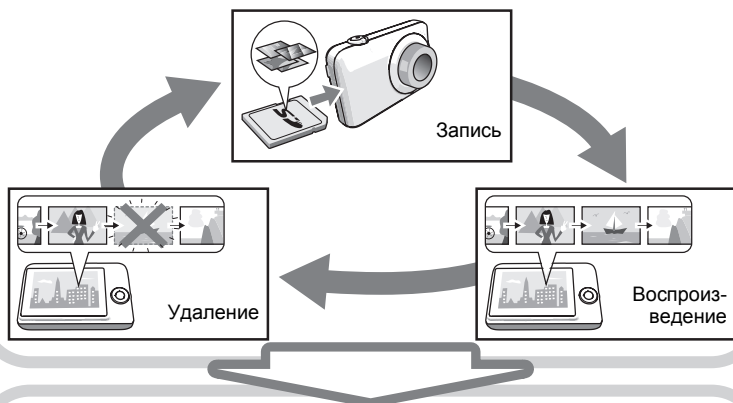 Запись
Удаление
Воспроиз-
ведение